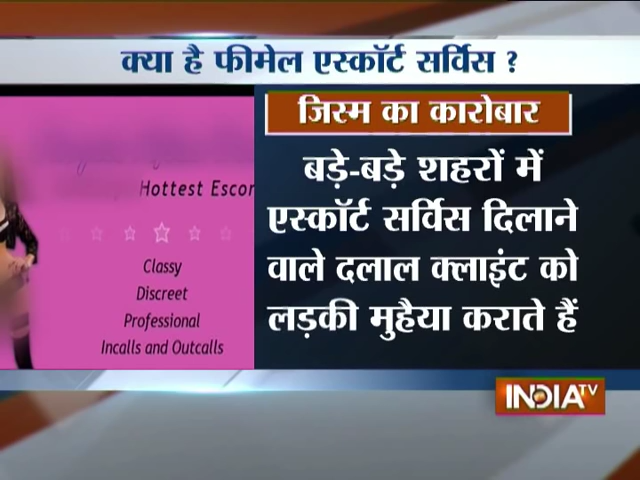 क्या है फीमेल एस्कॉर्ट सर्विस ?
जिस्म का कारोबार
Hottest Escor
Classy
Discreet
Professional
Incalls and Outcalls
बड़े-बड़े शहरों में
एस्कॉर्ट सर्विस दिलाने
वाले दलाल क्लाइंट को
लड़की मुहैया कराते हैं
INDIA TV